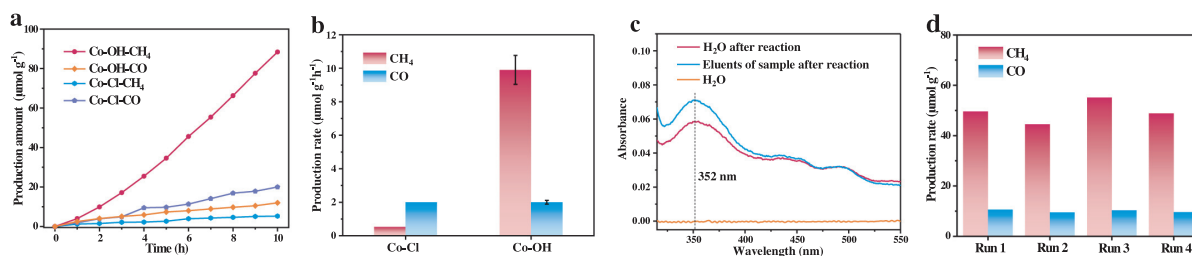 a
Production amount (μmol g⁻¹)
100
80
60
40
20
0
Co-OH-CH₄
Co-OH-CO
Co-Cl-CH₄
Co-Cl-CO
0 2 4 6 8 10
Time (h)
b
Production rate (μmol g⁻¹h⁻¹)
12
10
8
6
4
2
0
CH₄
CO
Co-Cl Co-OH
c
Absorbance
0.10
0.08
0.06
0.04
0.02
0.00
H₂O after reaction
Eluents of sample after reaction
H₂O
352 nm
350 400 450 500 550
Wavelength (nm)
d
Production rate (μmol g⁻¹)
80
60
40
20
0
CH₄
CO
Run 1 Run 2 Run 3 Run 4